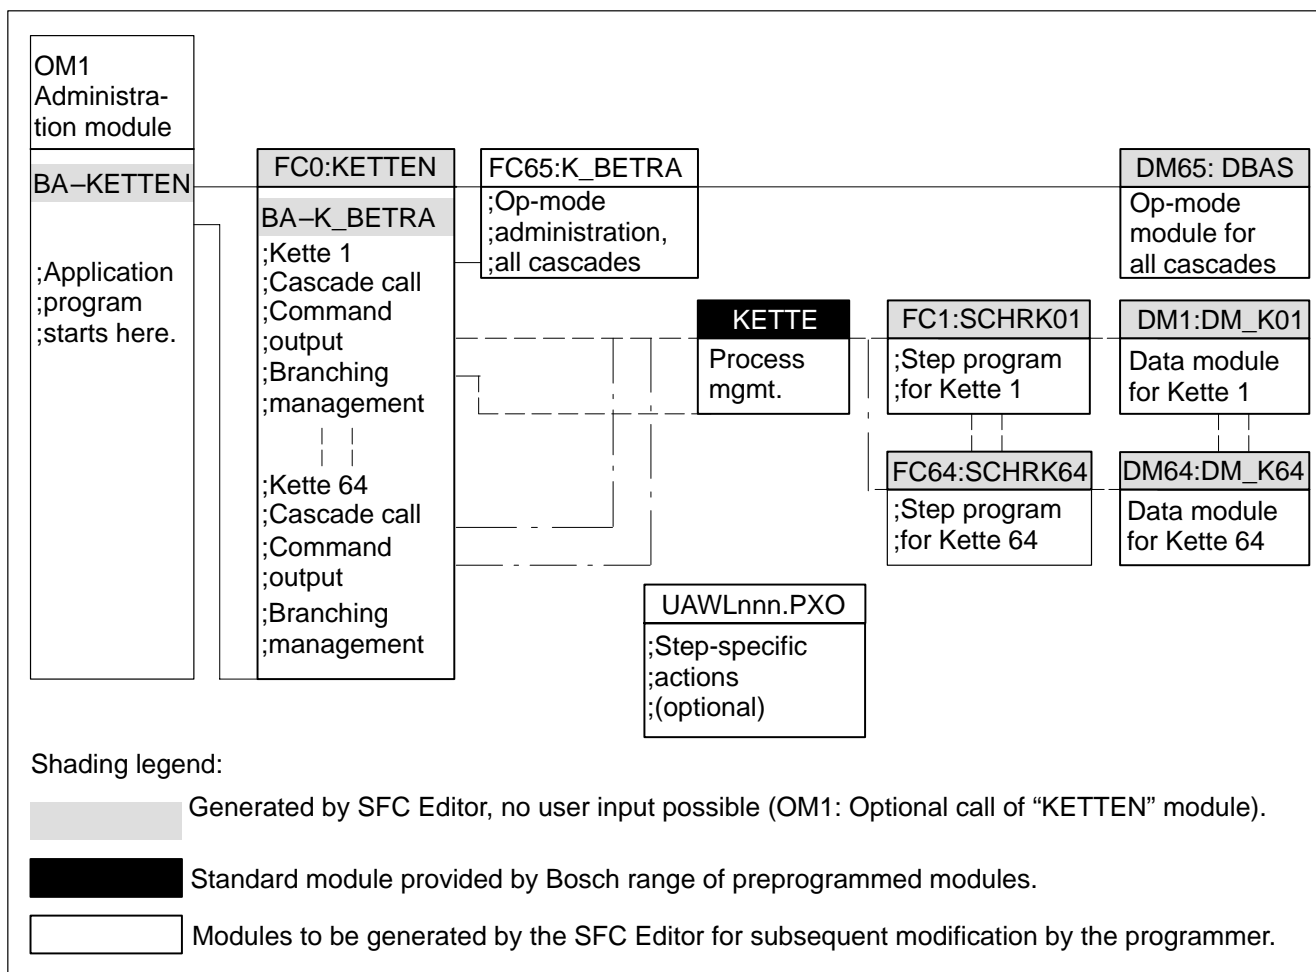 OM1
Administra-
tion module
BA–KETTEN
;Application
;program
;starts here.
FC0:KETTEN
BA–K_BETRA
;Kette 1
;Cascade call
;Command
;output
;Branching
;management
;Kette 64
;Cascade call
;Command
;output
;Branching
;management
FC65:K_BETRA
;Op-mode
;administration,
;all cascades
KETTE
Process
mgmt.
UAWLnnn.PXO
;Step-specific
;actions
;(optional)
FC1:SCHRK01
;Step program
;for Kette 1
FC64:SCHRK64
;Step program
;for Kette 64
DM65: DBAS
Op-mode
module for
all cascades
DM1:DM_K01
Data module
for Kette 1
DM64:DM_K64
Data module
for Kette 64
Shading legend:
Generated by SFC Editor, no user input possible (OM1: Optional call of “KETTEN” module).
Standard module provided by Bosch range of preprogrammed modules.
Modules to be generated by the SFC Editor for subsequent modification by the programmer.